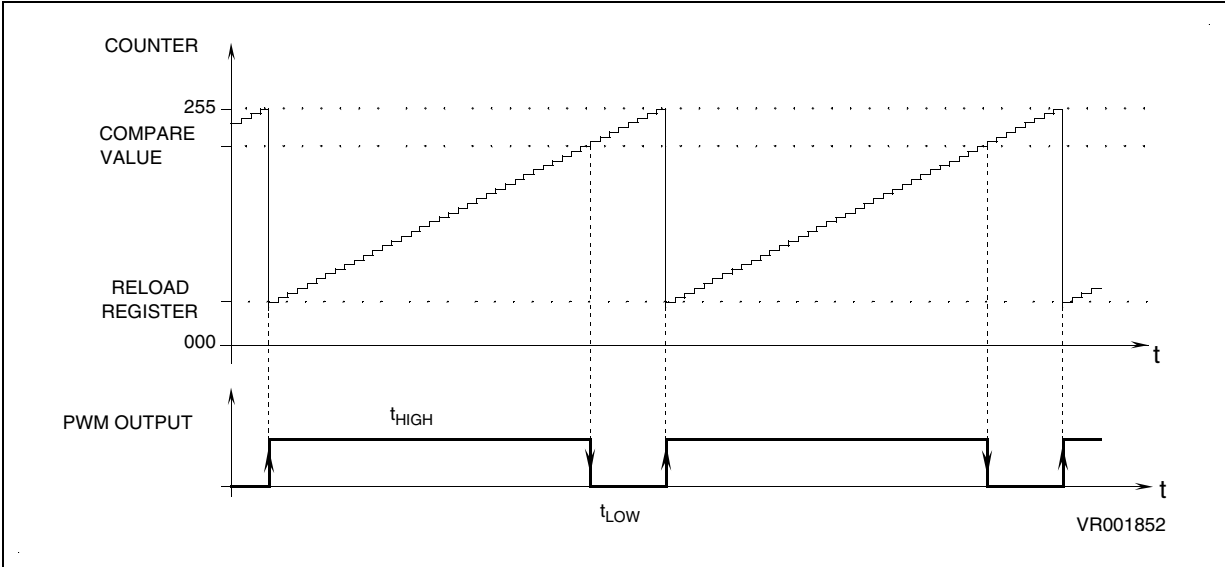 COUNTER
255
COMPARE
VALUE
RELOAD
REGISTER
000
t
PWM OUTPUT
tHIGH
t
tLOW
VR001852